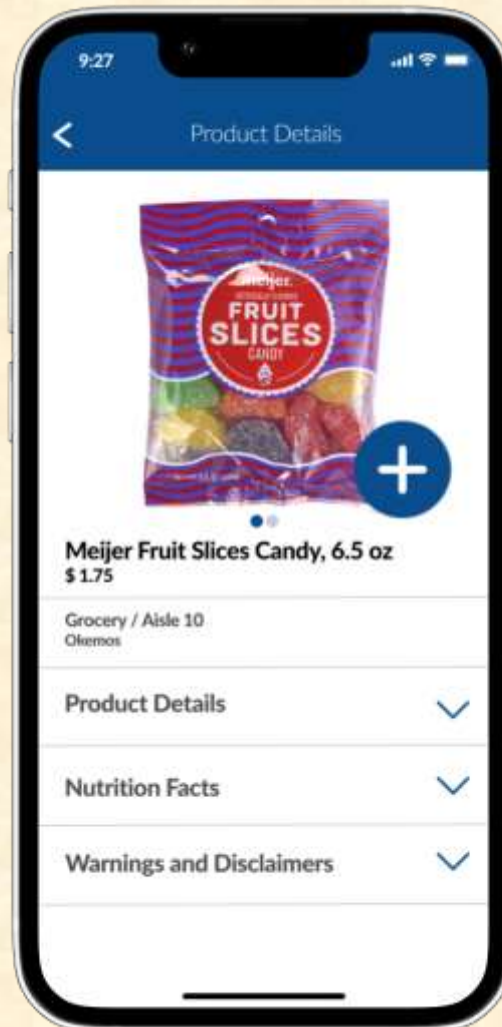 9:27
Product Details
meijer.
FRUIT
SLICES
CANDY
Meijer Fruit Slices Candy, 6.5 oz
$ 1.75
Grocery / Aisle 10
Okemos
Product Details
Nutrition Facts
Warnings and Disclaimers